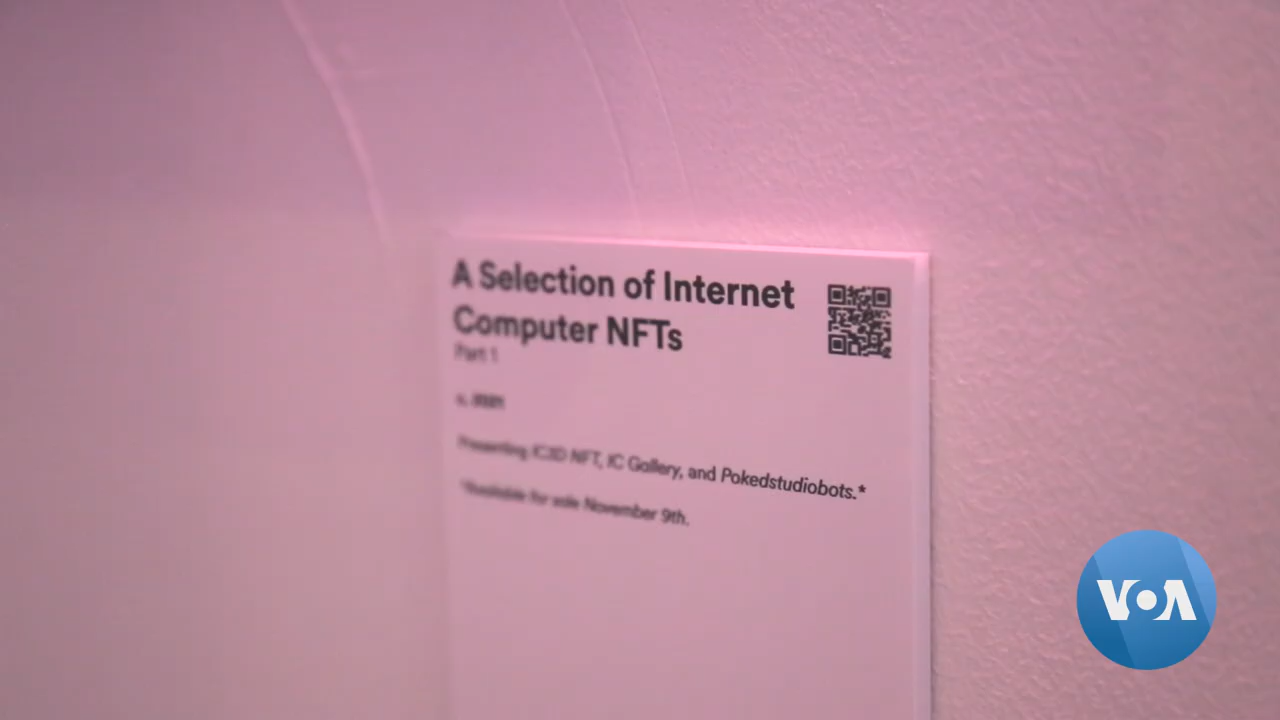 A Selection of Internet
Computer NFTs
Part 1
Presenting IC3D NFT, IC Gallery, and Pokedstudiobots.*
*Available for sale November 9th.
VOA